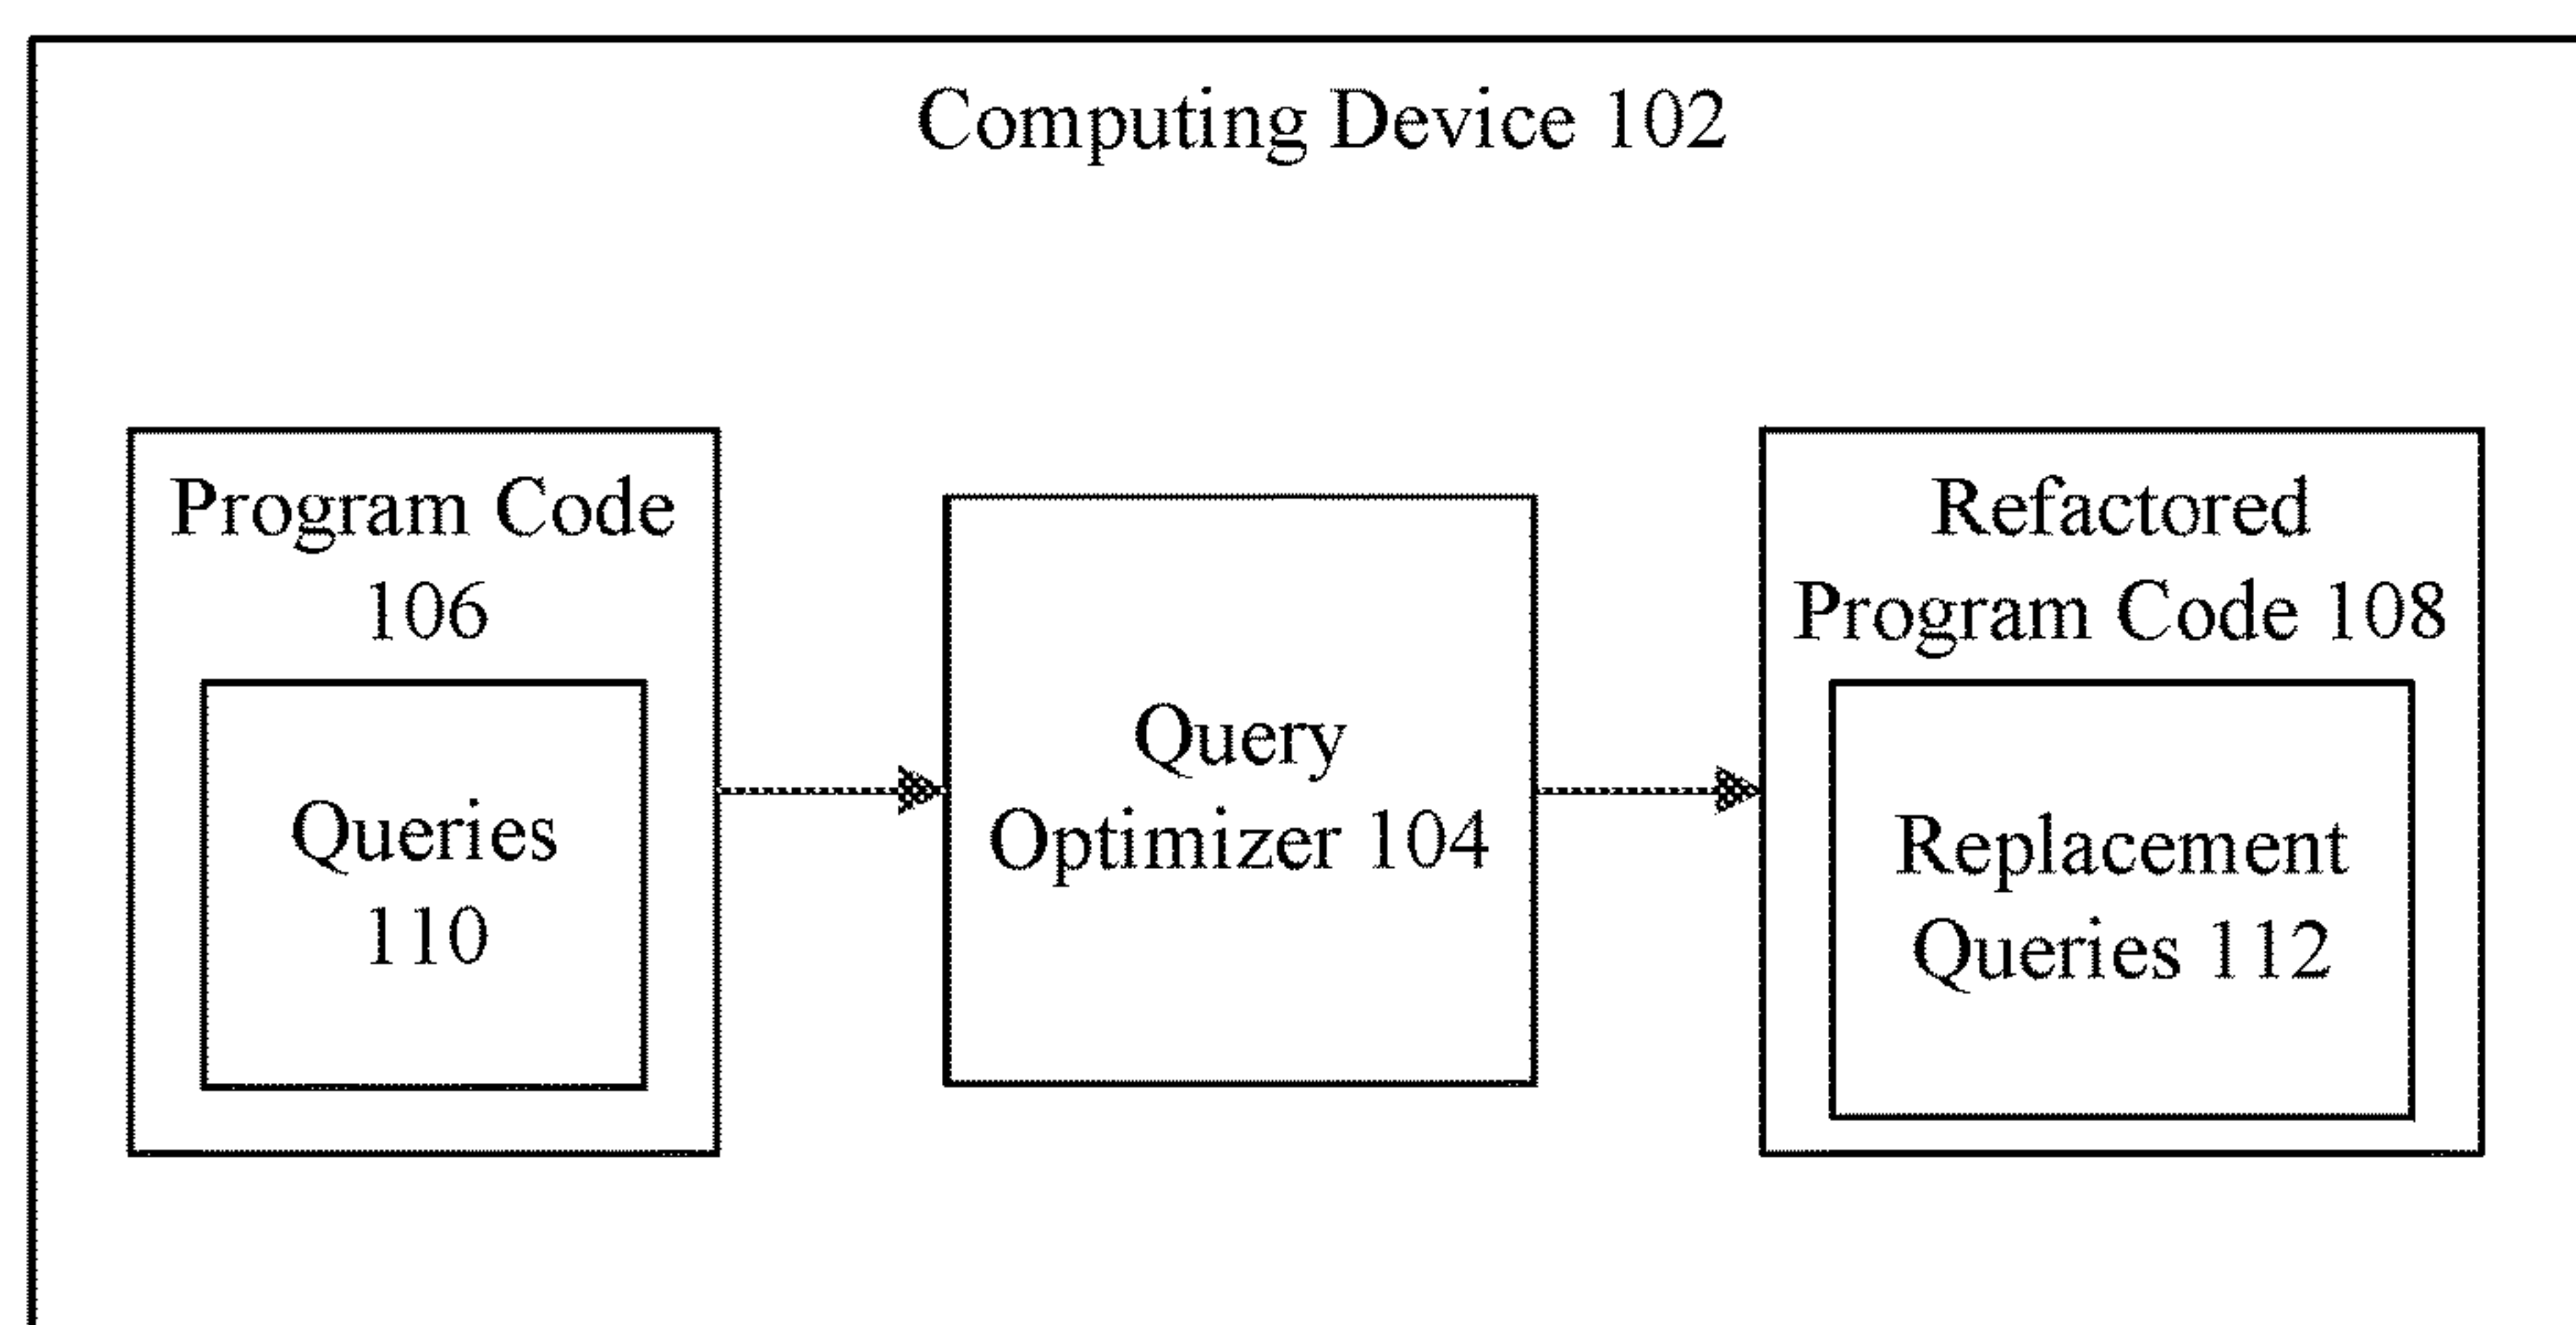 Computing Device 102
Program Code
106
Queries
110
Query
Optimizer 104
Refactored
Program Code 108
Replacement
Queries 112